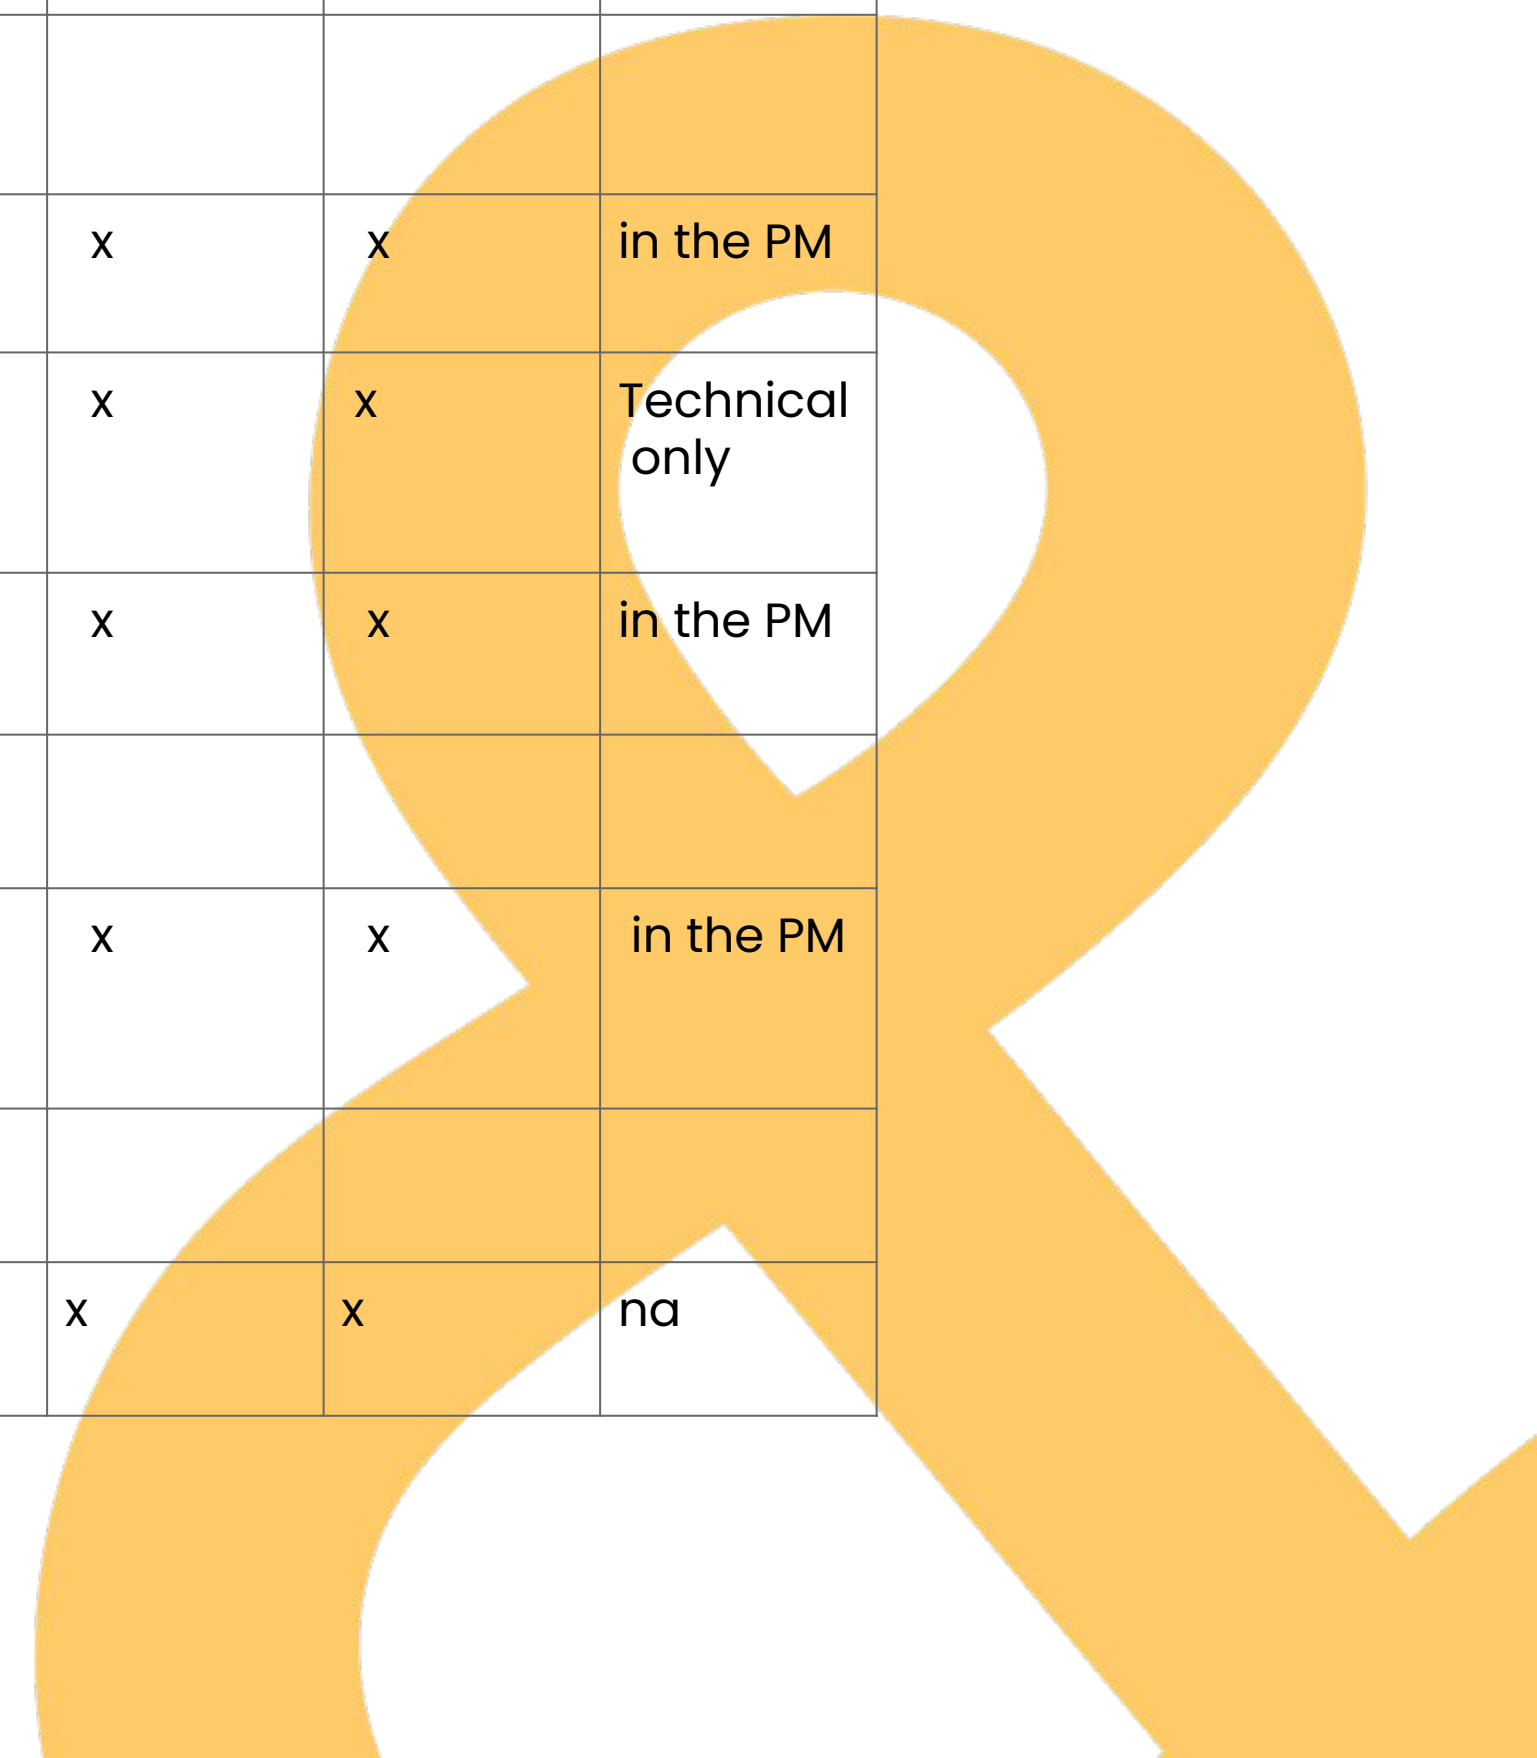 x x in the PM
x x Technical
only
x x in the PM
x x in the PM
x x na